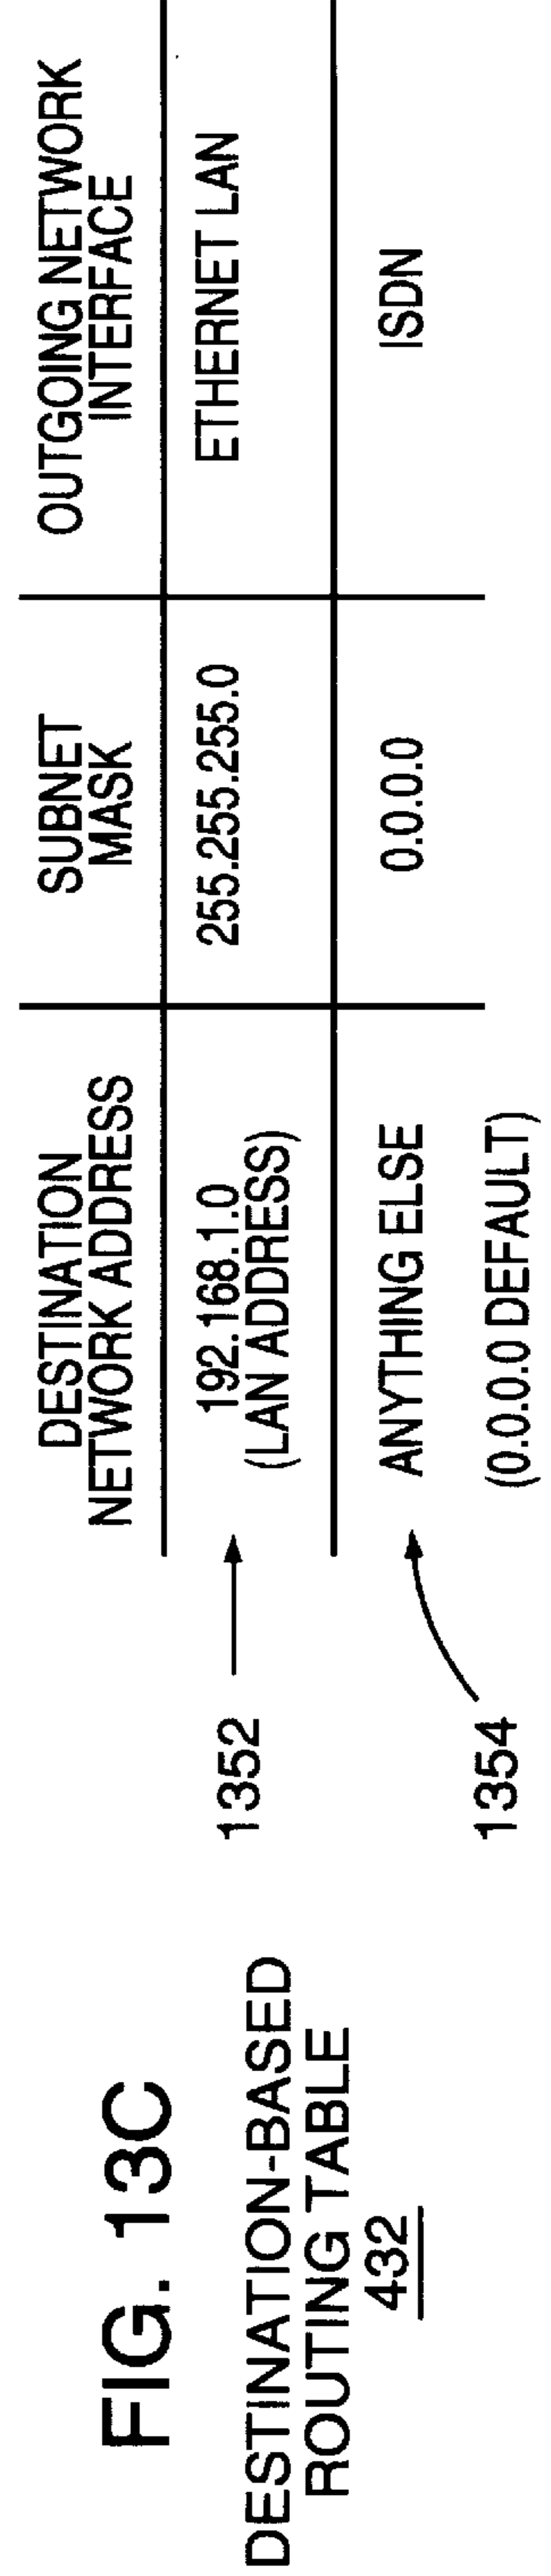 FIG. 13C
DESTINATION-BASED
ROUTING TABLE
432
DESTINATION
NETWORK ADDRESS
SUBNET
MASK
OUTGOING NETWORK
INTERFACE
1352
192.168.1.0
(LAN ADDRESS)
255.255.255.0
ETHERNET LAN
1354
ANYTHING ELSE
(0.0.0.0 DEFAULT)
0.0.0.0
ISDN